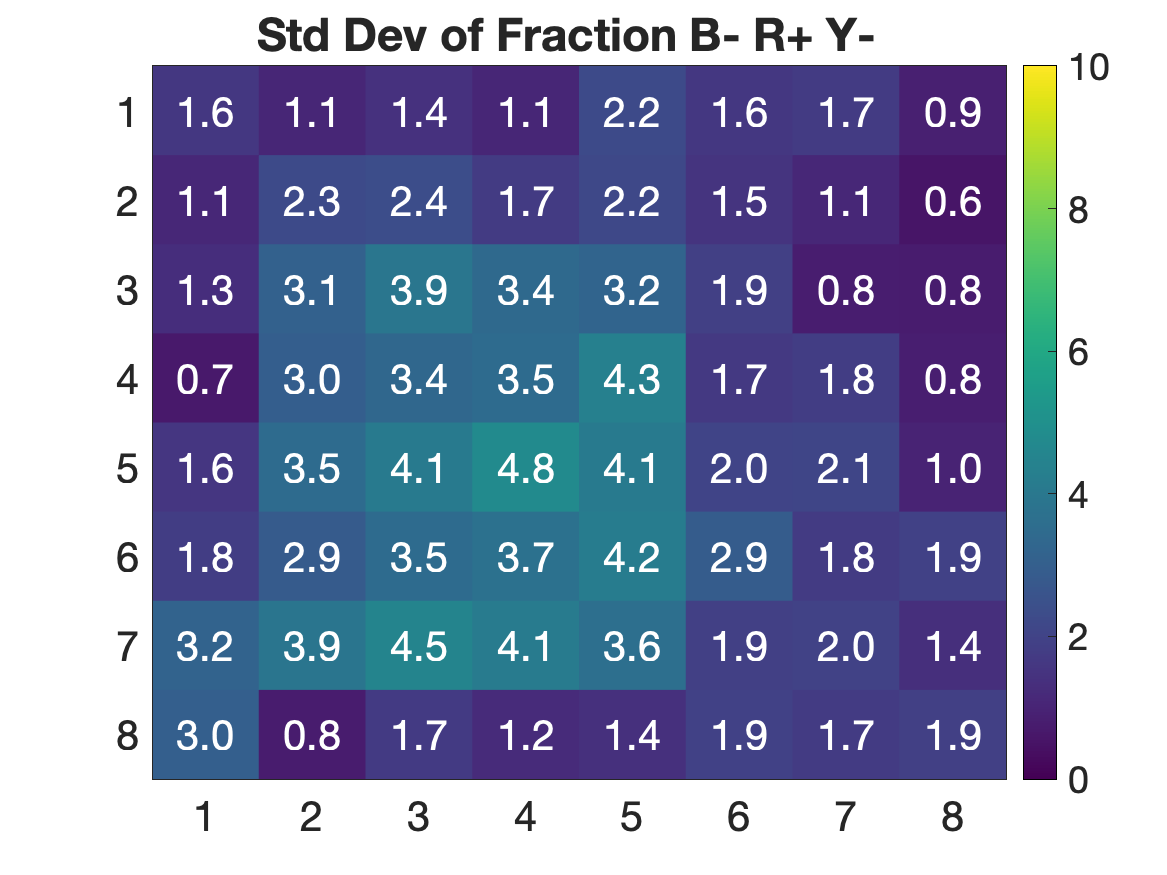 Std Dev of Fraction B- R+ Y-
1 1.6 1.1 1.4 1.1 2.2 1.6 1.7 0.9
2 1.1 2.3 2.4 1.7 2.2 1.5 1.1 0.6
3 1.3 3.1 3.9 3.4 3.2 1.9 0.8 0.8
4 0.7 3.0 3.4 3.5 4.3 1.7 1.8 0.8
5 1.6 3.5 4.1 4.8 4.1 2.0 2.1 1.0
6 1.8 2.9 3.5 3.7 4.2 2.9 1.8 1.9
7 3.2 3.9 4.5 4.1 3.6 1.9 2.0 1.4
8 3.0 0.8 1.7 1.2 1.4 1.9 1.7 1.9
1 2 3 4 5 6 7 8
10
8
6
4
2
0